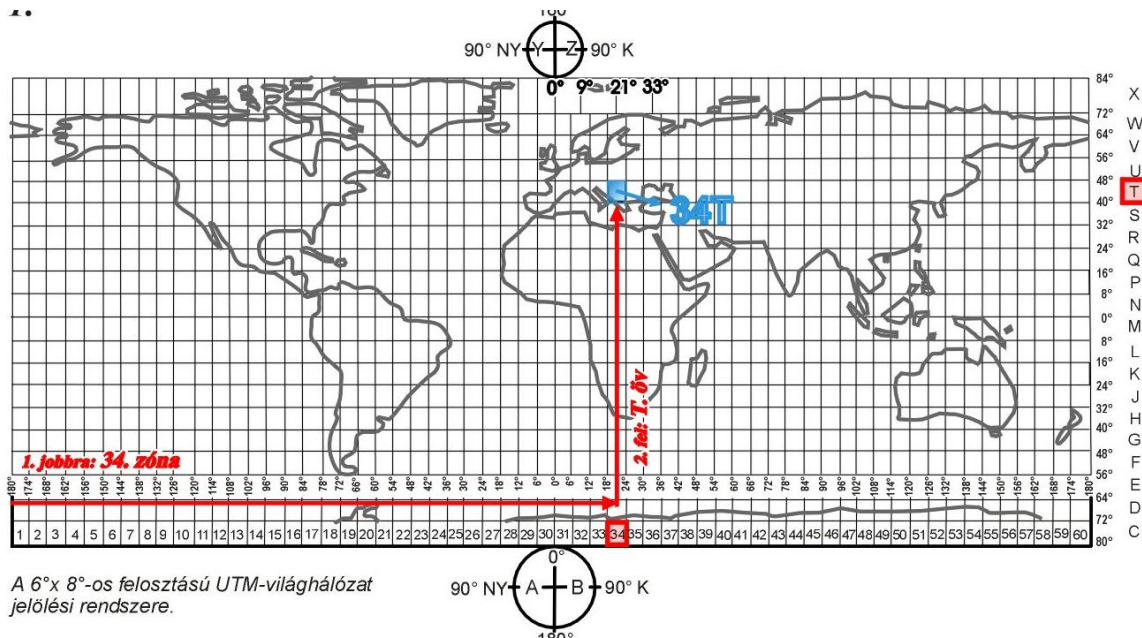 1.
180°
90° NY Y Z 90° K
0° 9° 21° 33°
84°
X
72°
W
64°
V
56°
U
48°
T
40°
S
32°
R
24°
Q
16°
P
8°
N
0°
M
8°
L
16°
K
24°
J
32°
H
40°
G
48°
F
56°
E
64°
D
72°
C
80°
34T
2. fel: T. öv
1. jobbra: 34. zóna
180° 174° 168° 162° 156° 150° 144° 138° 132° 126° 120° 114° 108° 102° 96° 90° 84° 78° 72° 66° 60° 54° 48° 42° 36° 30° 24° 18° 12° 6° 0° 6° 12° 18° 24° 30° 36° 42° 48° 54° 60° 66° 72° 78° 84° 90° 96° 102° 108° 114° 120° 126° 132° 138° 144° 150° 156° 162° 168° 174° 180°
1 2 3 4 5 6 7 8 9 10 11 12 13 14 15 16 17 18 19 20 21 22 23 24 25 26 27 28 29 30 31 32 33 34 35 36 37 38 39 40 41 42 43 44 45 46 47 48 49 50 51 52 53 54 55 56 57 58 59 60
0°
90° NY A B 90° K
180°
A 6°x 8°-os felosztású UTM-világhálózat
jelölési rendszere.